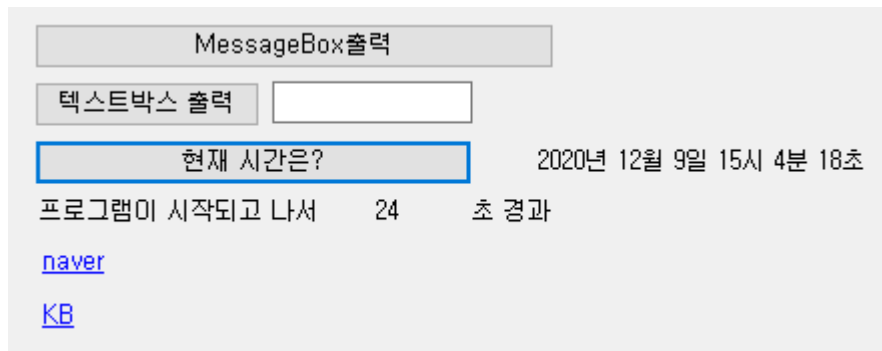 MessageBox출력
텍스트박스 출력
현재 시간은? 2020년 12월 9일 15시 4분 18초
프로그램이 시작되고 나서 24 초 경과
naver
KB